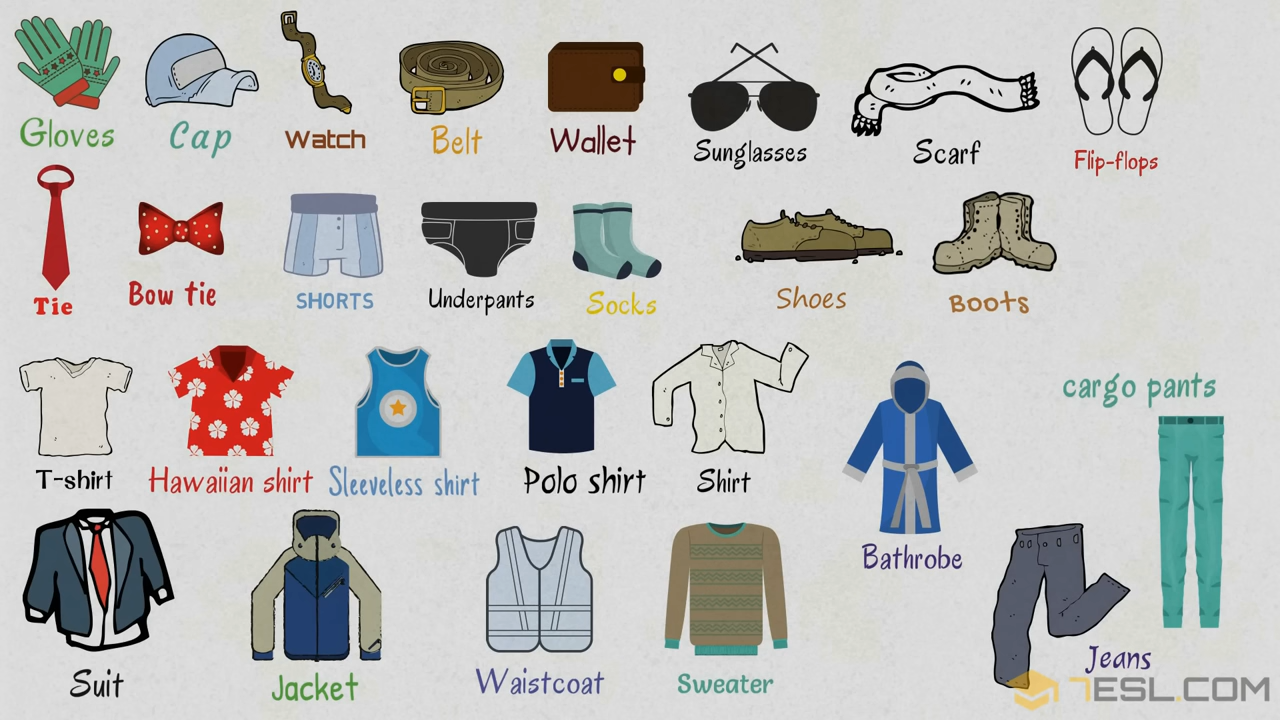 Gloves
Cap
Watch
Belt
Wallet
Sunglasses
Scarf
Flip-flops
Tie
Bow tie
SHORTS
Underpants
Socks
Shoes
Boots
T-shirt
Hawaiian shirt
Sleeveless shirt
Polo shirt
Shirt
cargo pants
Bathrobe
Suit
Jacket
Waistcoat
Sweater
Jeans
7ESL.COM